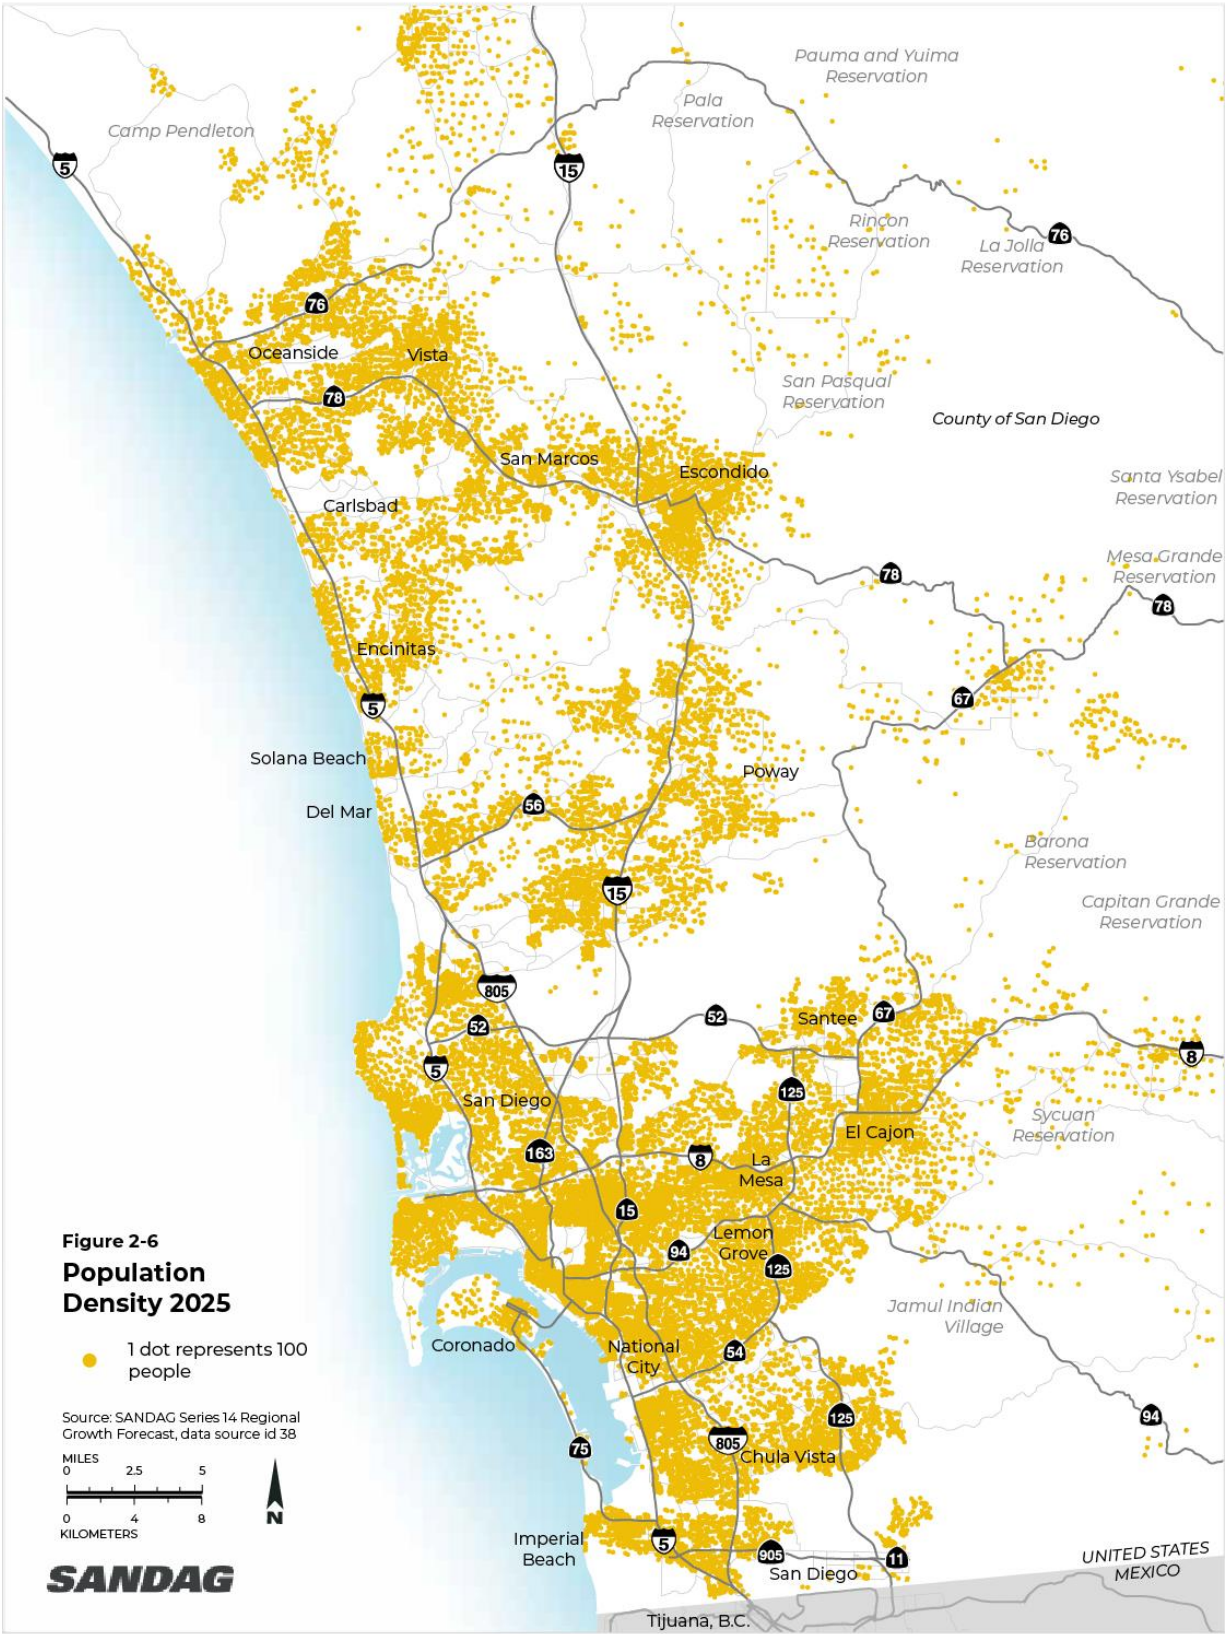 Pauma and Yuima
Reservation
Pala
Reservation
Camp Pendleton
5
15
Rincon
Reservation
76
La Jolla
Reservation
76
Oceanside
Vista
78
San Pasqual
Reservation
County of San Diego
San Marcos
Escondido
Santa Ysabel
Reservation
Carlsbad
Mesa Grande
Reservation
78
78
Encinitas
67
5
Solana Beach
Poway
56
Del Mar
Barona
Reservation
15
Capitan Grande
Reservation
805
52
52
Santee
67
8
5
125
San Diego
Sycuan
Reservation
El Cajon
163
8
La
Mesa
15
Lemon
Grove
94
125
Figure 2-6
Population
Density 2025
1 dot represents 100
people
Jamul Indian
Village
Coronado
National
City
54
125
94
Source: SANDAG Series 14 Regional
Growth Forecast, data source id 38
805
75
Chula Vista
MILES
0 2.5 5
0 4 8
KILOMETERS
N
Imperial
Beach
5
905
11
San Diego
UNITED STATES
MEXICO
SANDAG
Tijuana, B.C.